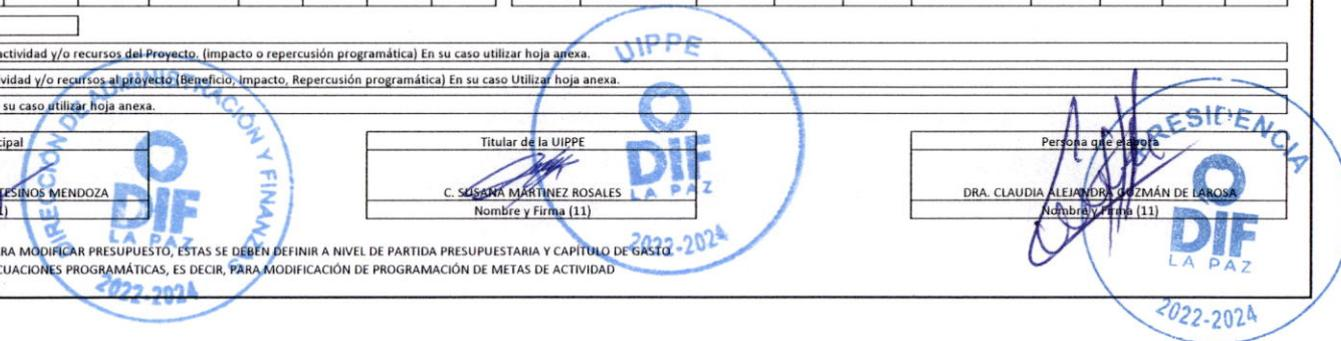 actividad y/o recursos del Proyecto. (impacto o repercusión programática) En su caso utilizar hoja anexa.
vidad y/o recursos al proyecto (Beneficio, Impacto, Repercusión programática) En su caso Utilizar hoja anexa.
su caso utilizar hoja anexa.
cipal
TESINOS MENDOZA
DIRECCIÓN DE ADMINISTRACIÓN Y FINANZAS
DIF
LA PAZ
2022-2024
Titular de la UIPPE
C. SUSANA MARTINEZ ROSALES
Nombre y Firma (11)
UIPPE
DIF
LA PAZ
2022-2024
Persona que elabora
DRA. CLAUDIA ALEJANDRA GUZMÁN DE LAROSA
Nombre y Firma (11)
PRESIDENCIA
DIF
LA PAZ
2022-2024
RA MODIFICAR PRESUPUESTO, ESTAS SE DEBEN DEFINIR A NIVEL DE PARTIDA PRESUPUESTARIA Y CAPÍTULO DE GASTO
CUACIONES PROGRAMÁTICAS, ES DECIR, PARA MODIFICACIÓN DE PROGRAMACIÓN DE METAS DE ACTIVIDAD